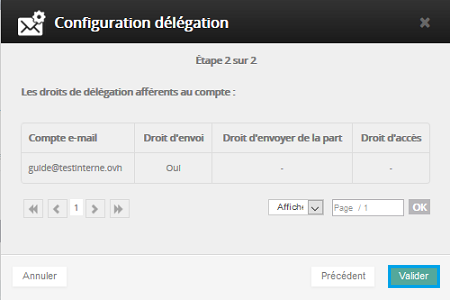 Configuration délégation
Étape 2 sur 2
Les droits de délégation afférents au compte :
Compte e-mail Droit d'envoi Droit d'envoyer de la part Droit d'accès
guide@testinterne.ovh Oui - -
1 Affiche Page / 1 OK
Annuler Précédent Valider